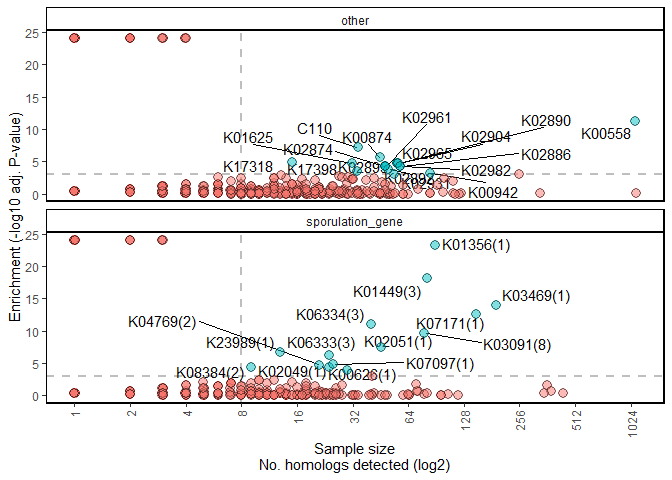 other
25
20
15
10
5
0
K02961
K02890
C110
K01625
K00874
K02904
K00558
K02874
K02965
K02886
K17318
K17398
K02982
K02931
K00942
sporulation_gene
25
20
15
10
5
0
K01356(1)
K01449(3)
K03469(1)
K04769(2)
K06334(3)
K07171(1)
K23989(1)
K06333(3)
K02051(1)
K03091(8)
K07097(1)
K08384(2)
K02049(1)
K00626(1)
1
2
4
8
16
32
64
128
256
512
1024
Enrichment (-log10 adj. P-value)
Sample size
No. homologs detected (log2)